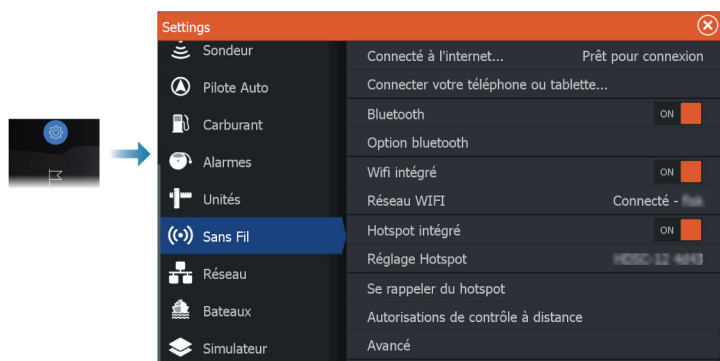 Settings
Sondeur
Pilote Auto
Carburant
Alarmes
Unités
Sans Fil
Réseau
Bateaux
Simulateur
Connecté à l'internet... Prêt pour connexion
Connecter votre téléphone ou tablette...
Bluetooth ON
Option bluetooth
Wifi intégré ON
Réseau WIFI Connecté -
Hotspot intégré ON
Réglage Hotspot
Se rappeler du hotspot
Autorisations de contrôle à distance
Avancé